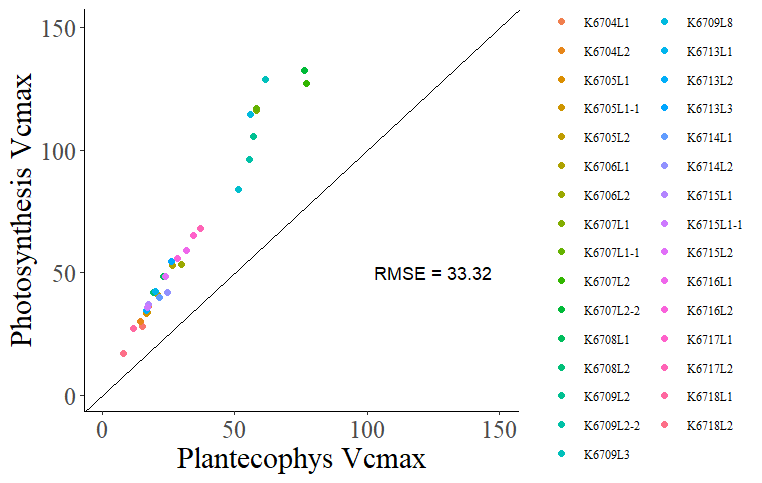 Photosynthesis Vcmax
150
100
50
0
RMSE = 33.32
0
50
100
150
Plantecophys Vcmax
K6704L1
K6704L2
K6705L1
K6705L1-1
K6705L2
K6706L1
K6706L2
K6707L1
K6707L1-1
K6707L2
K6707L2-2
K6708L1
K6708L2
K6709L2
K6709L2-2
K6709L3
K6709L8
K6713L1
K6713L2
K6713L3
K6714L1
K6714L2
K6715L1
K6715L1-1
K6715L2
K6716L1
K6716L2
K6717L1
K6717L2
K6718L1
K6718L2